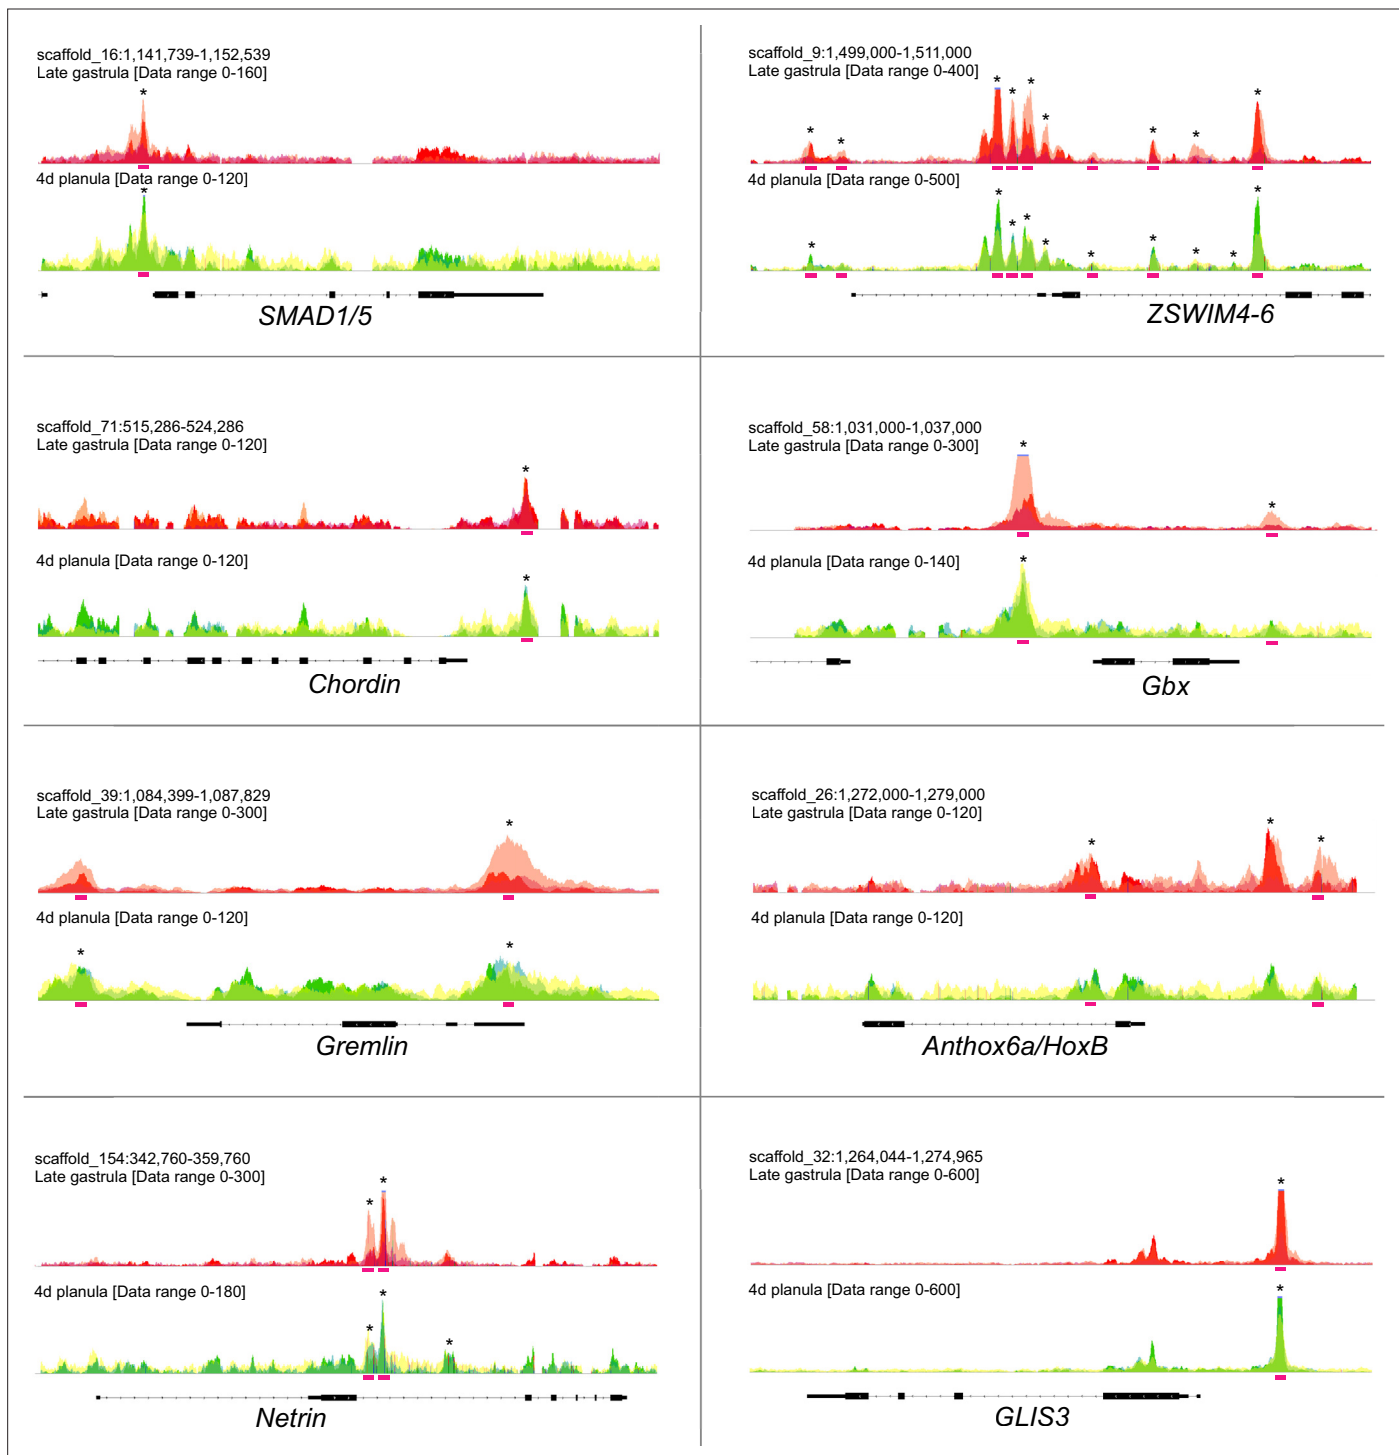 scaffold_16:1,141,739-1,152,539
Late gastrula [Data range 0-160]
*
4d planula [Data range 0-120]
*
SMAD1/5
scaffold_9:1,499,000-1,511,000
Late gastrula [Data range 0-400]
* * * * * * * * *
4d planula [Data range 0-500]
* * * * * * * * * *
ZSWIM4-6
scaffold_71:515,286-524,286
Late gastrula [Data range 0-120]
*
4d planula [Data range 0-120]
*
Chordin
scaffold_58:1,031,000-1,037,000
Late gastrula [Data range 0-300]
* *
4d planula [Data range 0-140]
*
Gbx
scaffold_39:1,084,399-1,087,829
Late gastrula [Data range 0-300]
*
4d planula [Data range 0-120]
* *
Gremlin
scaffold_26:1,272,000-1,279,000
Late gastrula [Data range 0-120]
* * *
4d planula [Data range 0-120]
Anthox6a/HoxB
scaffold_154:342,760-359,760
Late gastrula [Data range 0-300]
* *
4d planula [Data range 0-180]
* * *
Netrin
scaffold_32:1,264,044-1,274,965
Late gastrula [Data range 0-600]
*
4d planula [Data range 0-600]
*
GLIS3